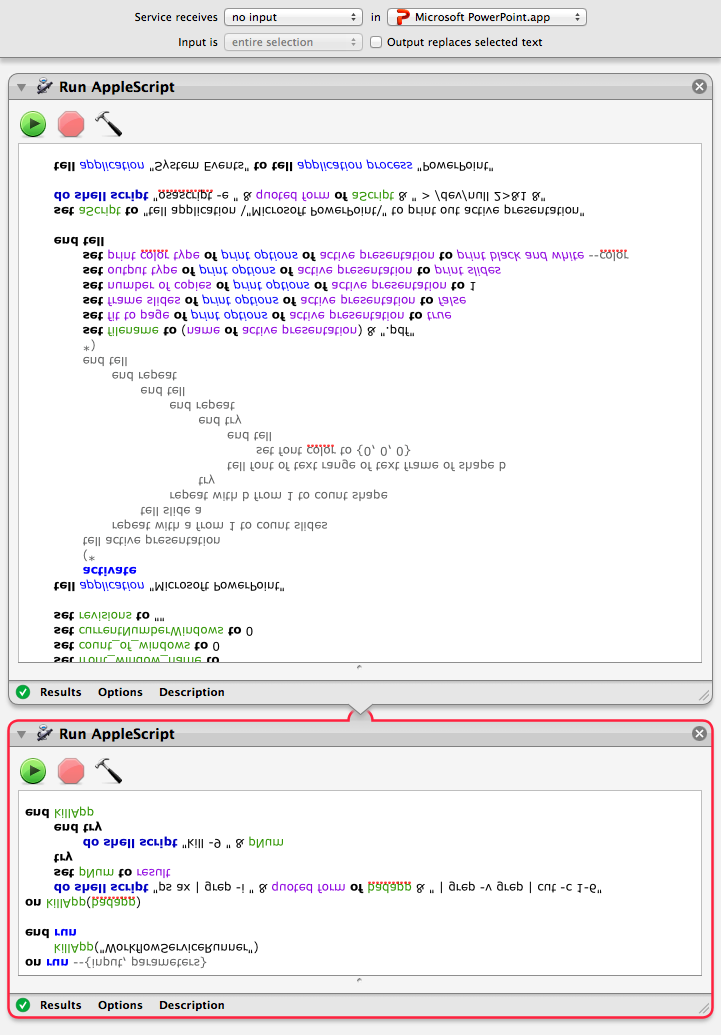 Service receives no input in Microsoft PowerPoint.app
Input is entire selection Output replaces selected text
Run AppleScript
tell application "System Events" to tell application process "PowerPoint"
do shell script "osascript -e " & quoted form of aScript & " > /dev/null 2>&1 &"
set aScript to "tell application \"Microsoft PowerPoint\" to print out active presentation"
end tell
set print color type of print options of active presentation to print black and white --color
set output type of print options of active presentation to print slides
set number of copies of print options of active presentation to 1
set frame slides of print options of active presentation to false
set fit to page of print options of active presentation to true
set filename to (name of active presentation) & ".pdf"
*)
end tell
end repeat
end tell
end repeat
end try
end tell
set font color to {0, 0, 0}
tell font of text range of text frame of shape b
try
repeat with b from 1 to count shape
tell slide a
repeat with a from 1 to count slides
tell active presentation
(*
activate
tell application "Microsoft PowerPoint"
set revisions to ""
set currentNumberWindows to 0
set count_of_windows to 0
set front_window_name to
Results Options Description
Run AppleScript
end killApp
end try
do shell script "kill -9 " & pNum
try
set pNum to result
do shell script "ps ax | grep -i " & quoted form of badapp & " | grep -v grep | cut -c 1-6"
on killApp(badapp)
end run
killApp("WorkflowServiceRunner")
on run --{input, parameters}
Results Options Description